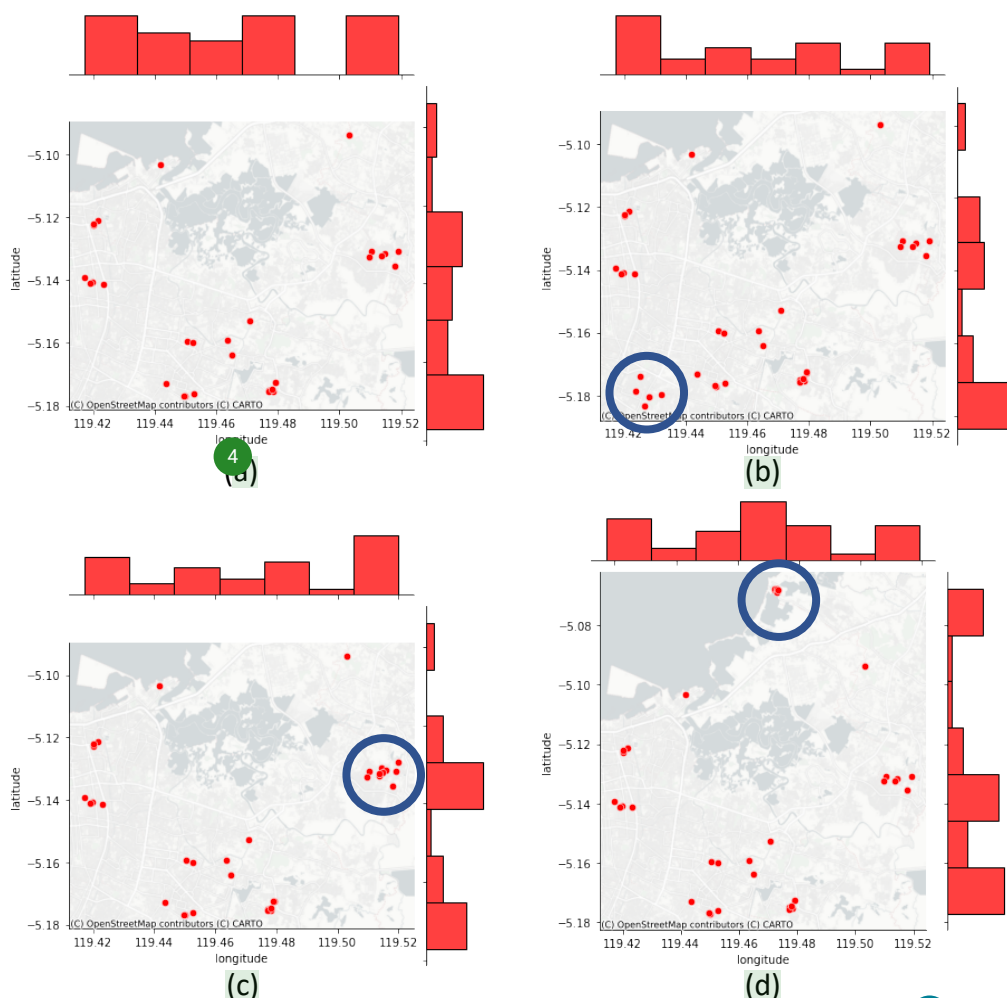 −5.10
−5.12
−5.14
−5.16
−5.18
latitude
(C) OpenStreetMap contributors (C) CARTO
119.42 119.44 119.46 119.48 119.50 119.52
longitude
4
(a)
−5.10
−5.12
−5.14
−5.16
−5.18
latitude
(C) OpenStreetMap contributors (C) CARTO
119.42 119.44 119.46 119.48 119.50 119.52
longitude
(b)
−5.10
−5.12
−5.14
−5.16
−5.18
latitude
(C) OpenStreetMap contributors (C) CARTO
119.42 119.44 119.46 119.48 119.50 119.52
longitude
(c)
−5.08
−5.10
−5.12
−5.14
−5.16
−5.18
latitude
(C) OpenStreetMap contributors (C) CARTO
119.42 119.44 119.46 119.48 119.50 119.52
longitude
(d)